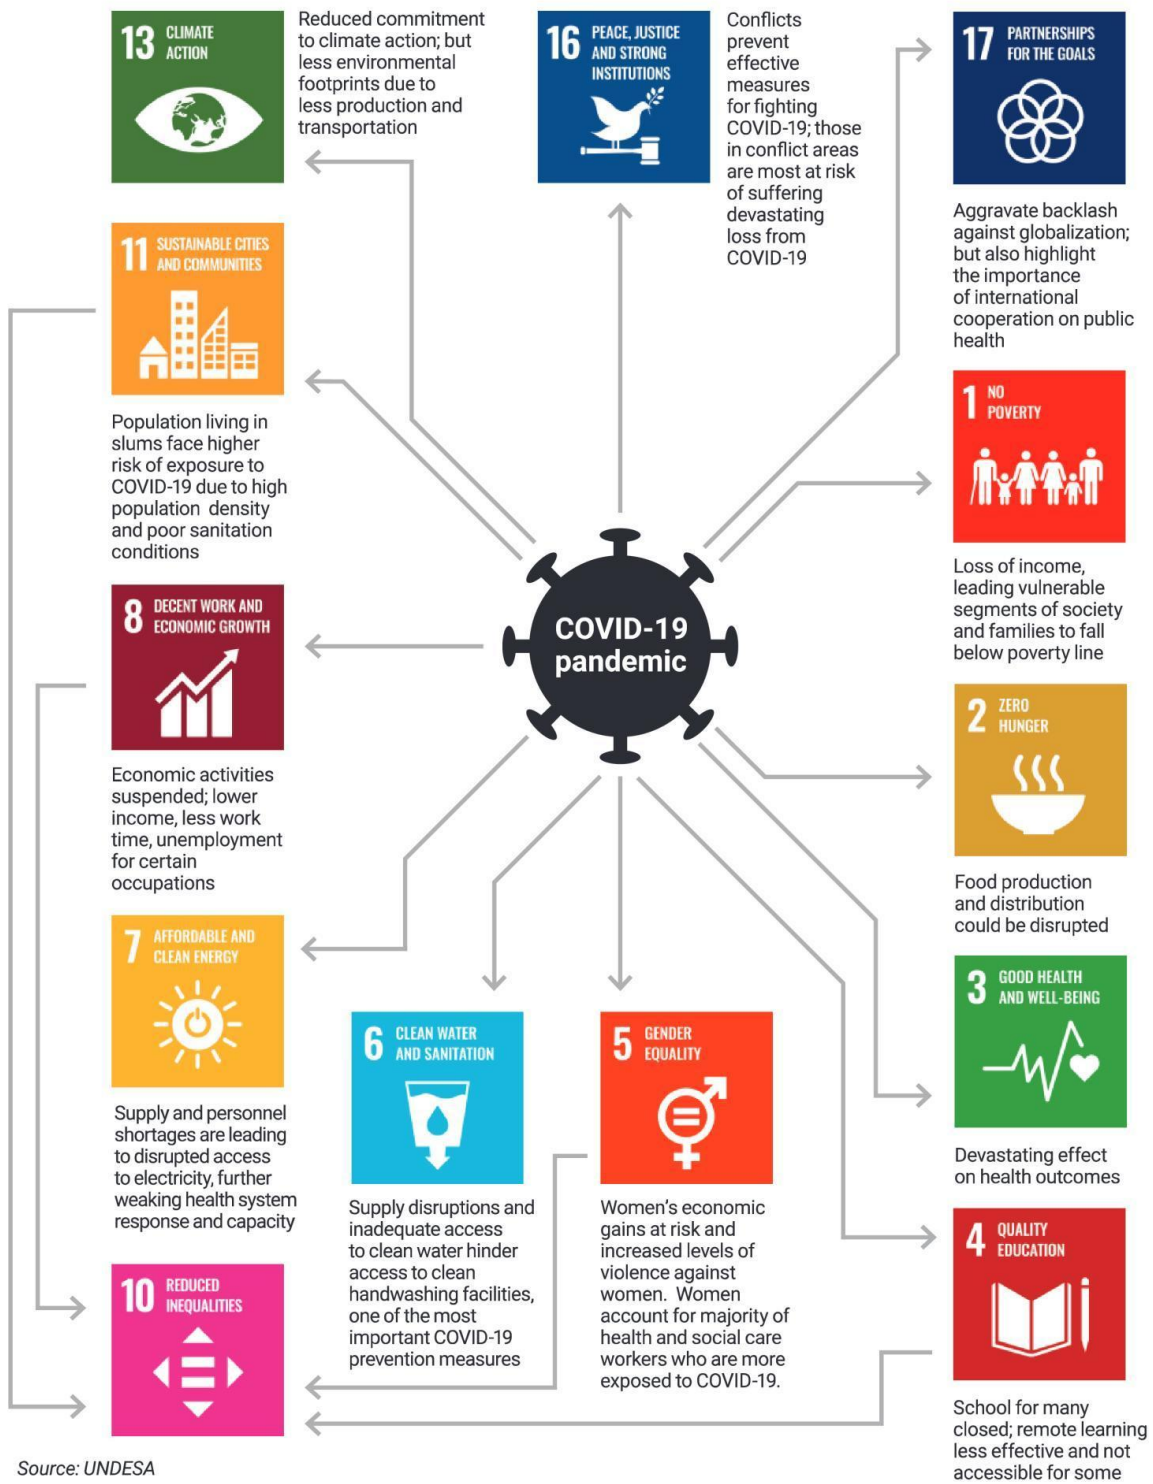 13 CLIMATE
ACTION
Reduced commitment
to climate action; but
less environmental
footprints due to
less production and
transportation
16 PEACE, JUSTICE
AND STRONG
INSTITUTIONS
Conflicts
prevent
effective
measures
for fighting
COVID-19; those
in conflict areas
are most at risk
of suffering
devastating
loss from
COVID-19
17 PARTNERSHIPS
FOR THE GOALS
Aggravate backlash
against globalization;
but also highlight
the importance
of international
cooperation on public
health
11 SUSTAINABLE CITIES
AND COMMUNITIES
Population living in
slums face higher
risk of exposure to
COVID-19 due to high
population density
and poor sanitation
conditions
1 NO
POVERTY
Loss of income,
leading vulnerable
segments of society
and families to fall
below poverty line
COVID-19
pandemic
8 DECENT WORK AND
ECONOMIC GROWTH
Economic activities
suspended; lower
income, less work
time, unemployment
for certain
occupations
2 ZERO
HUNGER
Food production
and distribution
could be disrupted
7 AFFORDABLE AND
CLEAN ENERGY
Supply and personnel
shortages are leading
to disrupted access
to electricity, further
weaking health system
response and capacity
6 CLEAN WATER
AND SANITATION
Supply disruptions and
inadequate access
to clean water hinder
access to clean
handwashing facilities,
one of the most
important COVID-19
prevention measures
5 GENDER
EQUALITY
Women's economic
gains at risk and
increased levels of
violence against
women. Women
account for majority of
health and social care
workers who are more
exposed to COVID-19.
3 GOOD HEALTH
AND WELL-BEING
Devastating effect
on health outcomes
4 QUALITY
EDUCATION
School for many
closed; remote learning
less effective and not
accessible for some
10 REDUCED
INEQUALITIES
Source: UNDESA